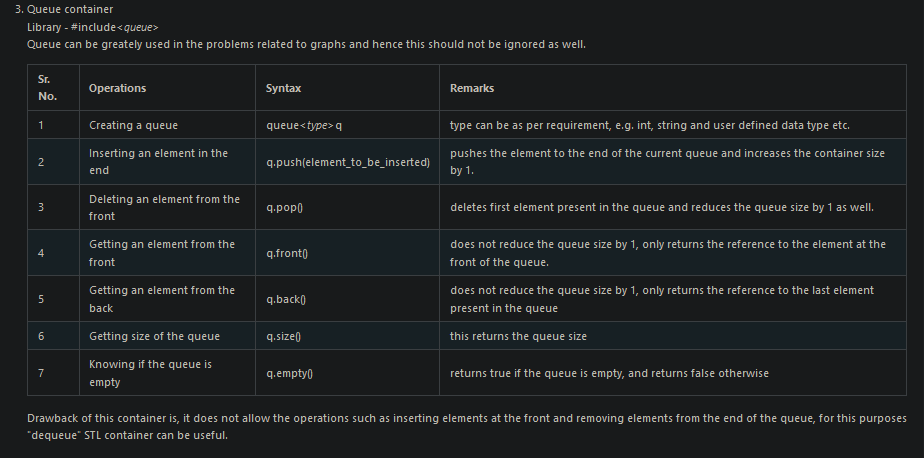 3. Queue container
Library - #include<queue>
Queue can be greately used in the problems related to graphs and hence this should not be ignored as well.
Sr. No. Operations Syntax Remarks
1 Creating a queue queue<type> q type can be as per requirement, e.g. int, string and user defined data type etc.
2 Inserting an element in the end q.push(element_to_be_inserted) pushes the element to the end of the current queue and increases the container size by 1.
3 Deleting an element from the front q.pop() deletes first element present in the queue and reduces the queue size by 1 as well.
4 Getting an element from the front q.front() does not reduce the queue size by 1, only returns the reference to the element at the front of the queue.
5 Getting an element from the back q.back() does not reduce the queue size by 1, only returns the reference to the last element present in the queue
6 Getting size of the queue q.size() this returns the queue size
7 Knowing if the queue is empty q.empty() returns true if the queue is empty, and returns false otherwise
Drawback of this container is, it does not allow the operations such as inserting elements at the front and removing elements from the end of the queue, for this purposes
"dequeue" STL container can be useful.